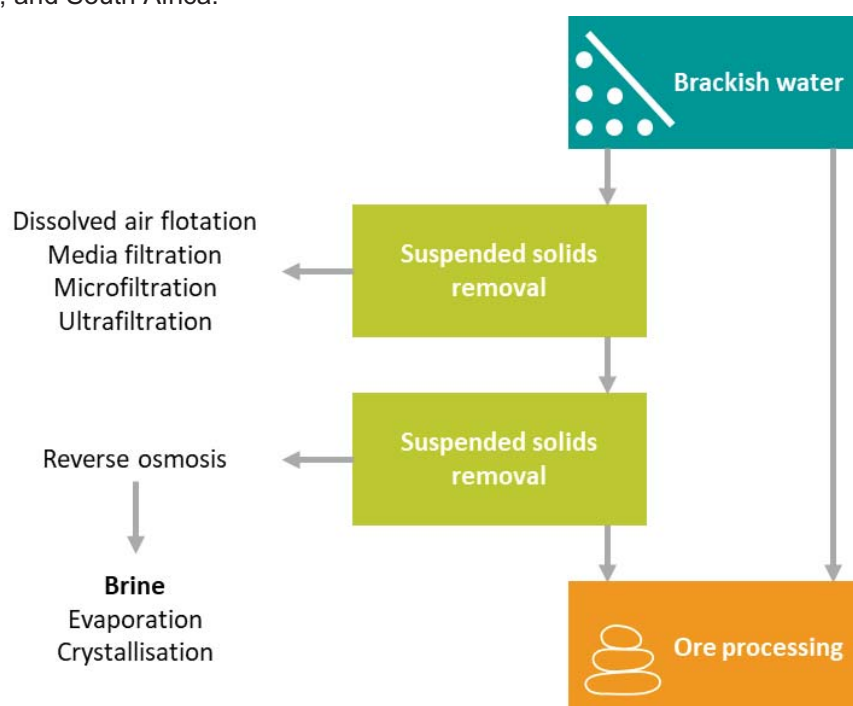 , and South Africa.
Brackish water
Dissolved air flotation
Media filtration
Microfiltration
Ultrafiltration
Suspended solids
removal
Reverse osmosis
Suspended solids
removal
Brine
Evaporation
Crystallisation
Ore processing